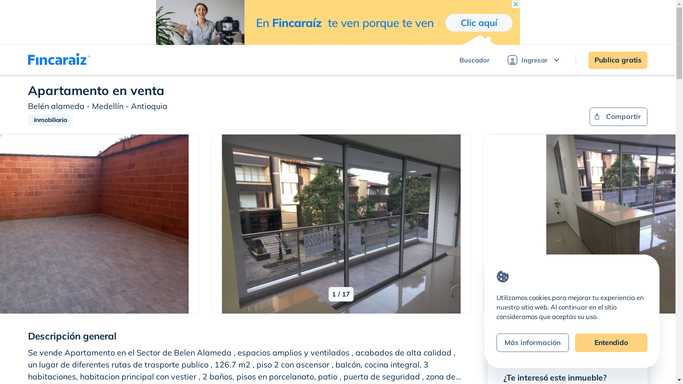 En Fincaraíz te ven porque te ven
Clic aquí
Fincaraiz
Buscador
Ingresar
Publica gratis
Apartamento en venta
Belén alameda - Medellín - Antioquia
Inmobiliaria
Compartir
1 / 17
Utilizamos cookies para mejorar tu experiencia en
nuestro sitio web. Al continuar en el sitio
consideramos que aceptas su uso.
Más información
Entendido
Descripción general
Se vende Apartamento en el Sector de Belen Alameda , espacios amplios y ventilados , acabados de alta calidad ,
un lugar de diferentes rutas de trasporte publico , 126.7 m2 , piso 2 con ascensor , balcón, cocina integral, 3
habitaciones, habitacion principal con vestier , 2 baños, pisos en porcelanato, patio , puerta de seguridad , zona de...
¿Te interesó este inmueble?